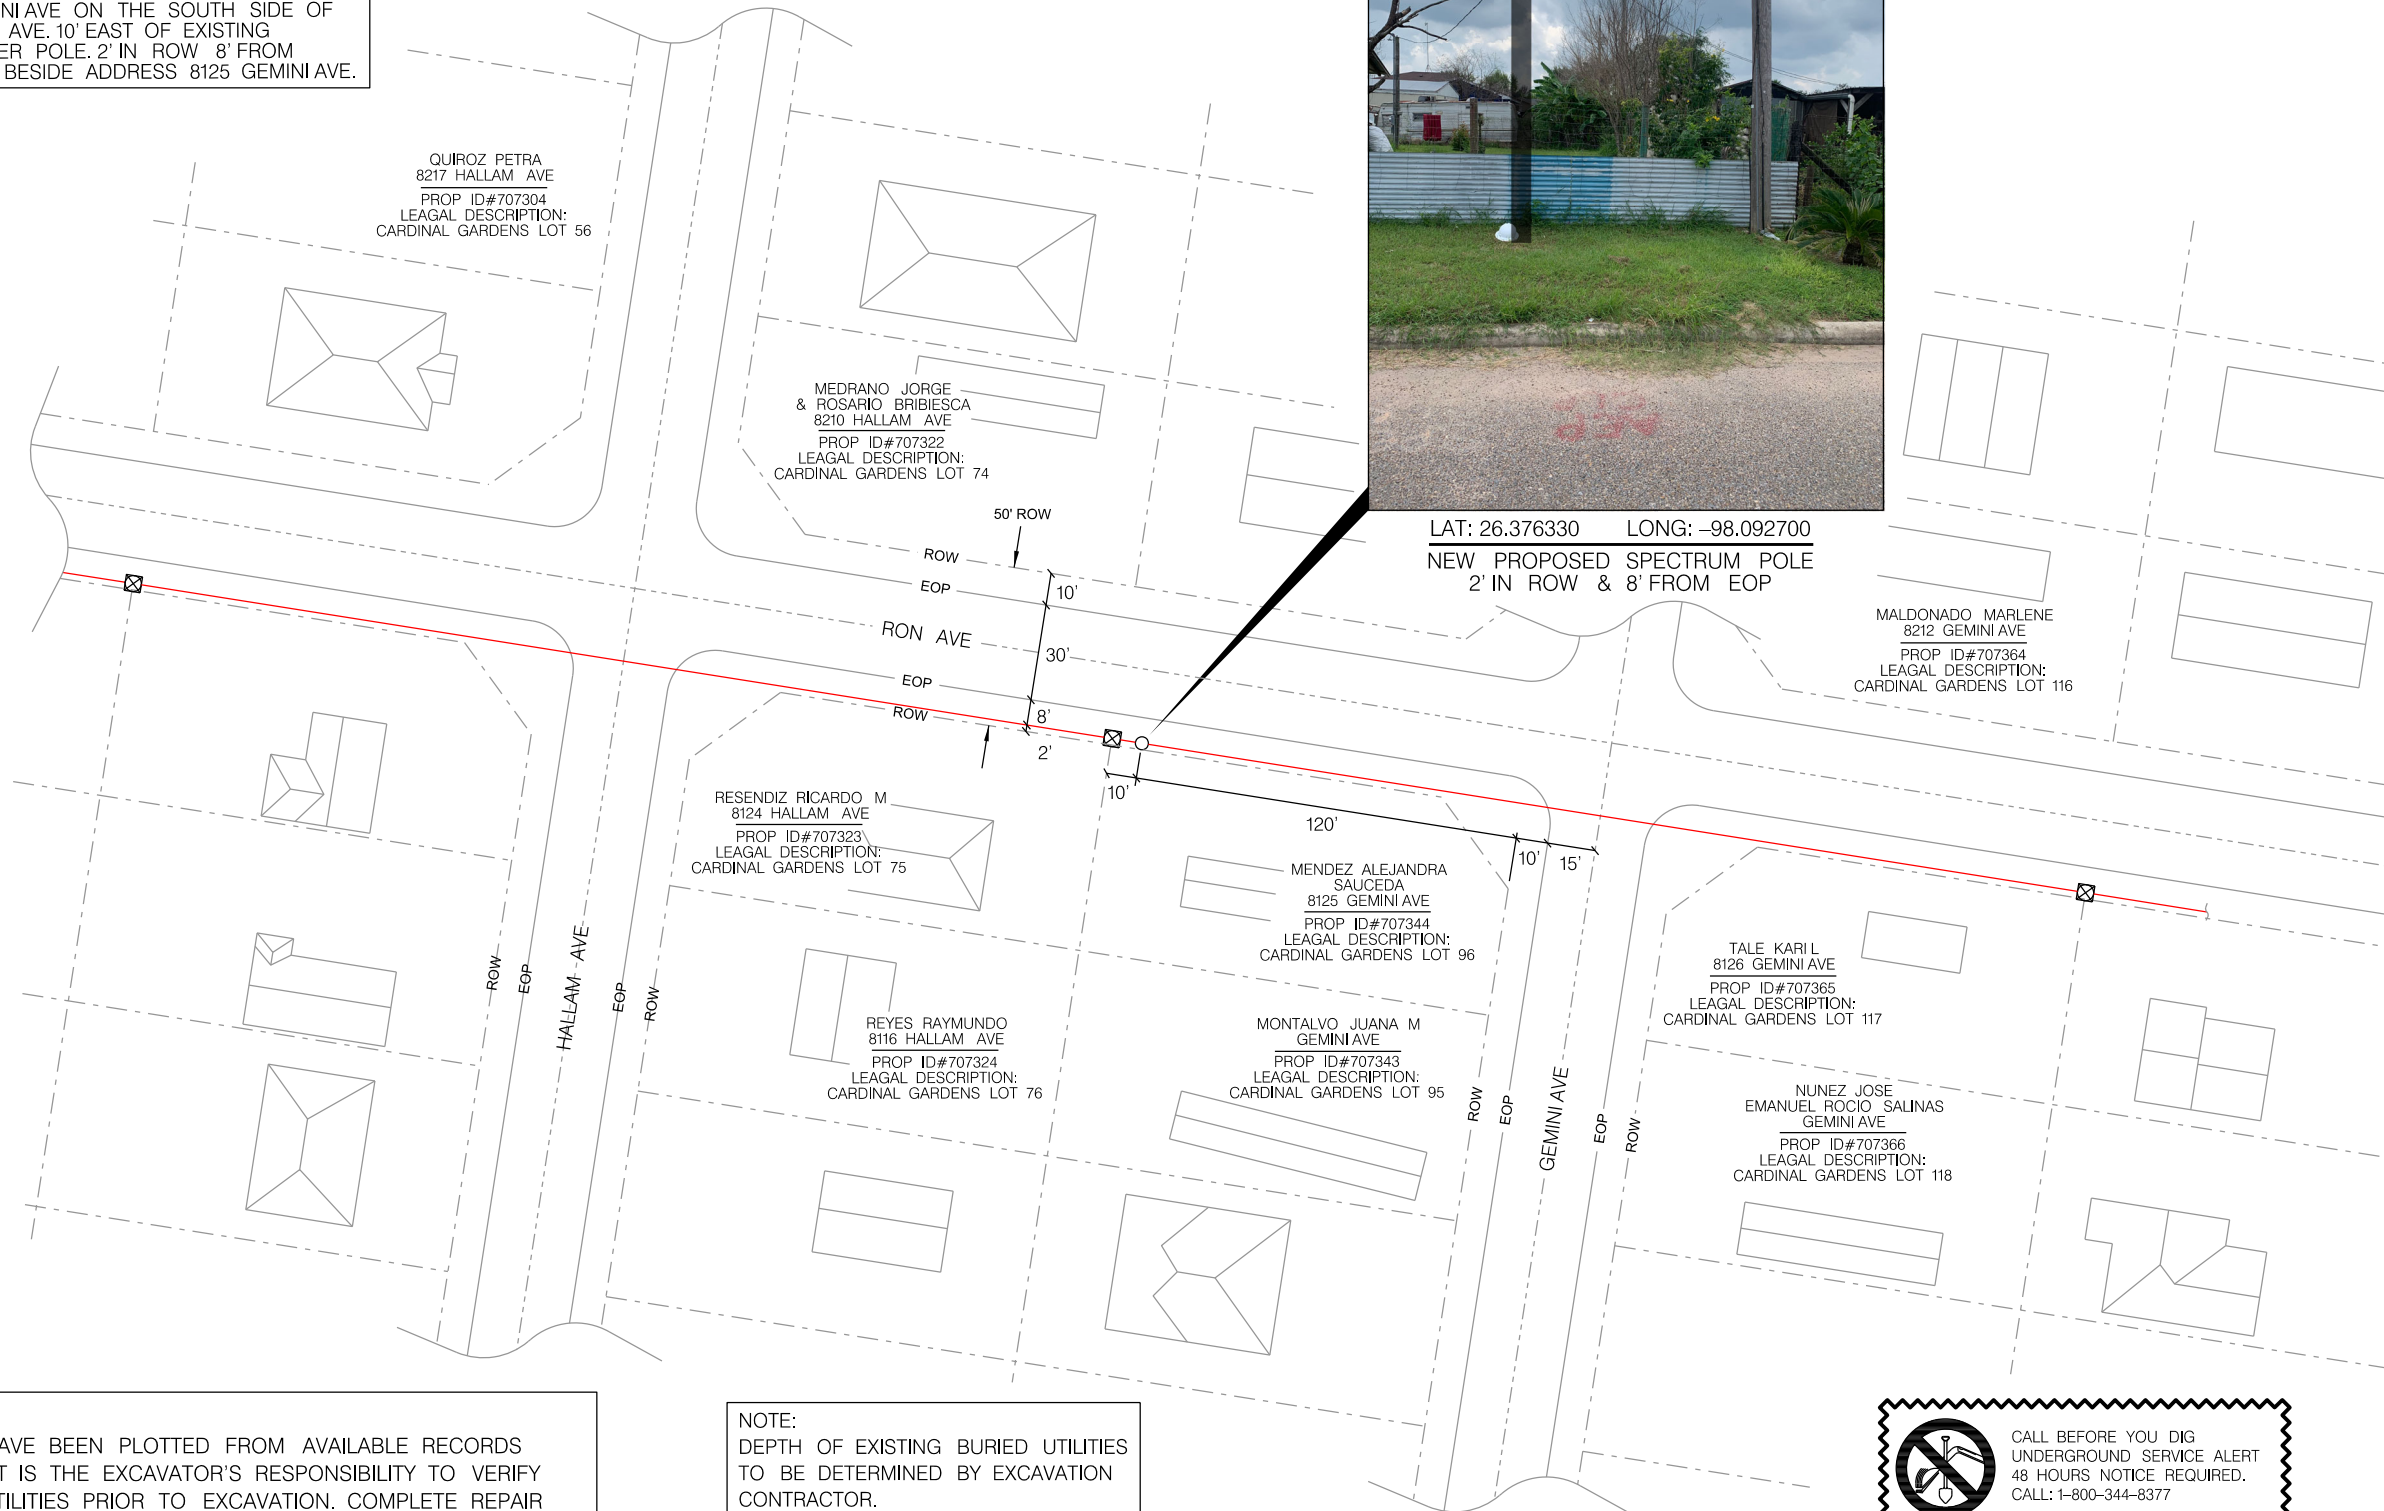 NI AVE ON THE SOUTH SIDE OF
AVE. 10' EAST OF EXISTING
ER POLE. 2' IN ROW 8' FROM
BESIDE ADDRESS 8125 GEMINI AVE.
QUIROZ PETRA
8217 HALLAM AVE
PROP ID#707304
LEAGAL DESCRIPTION:
CARDINAL GARDENS LOT 56
MEDRANO JORGE
& ROSARIO BRIBIESCA
8210 HALLAM AVE
PROP ID#707322
LEAGAL DESCRIPTION:
CARDINAL GARDENS LOT 74
LAT: 26.376330 LONG: –98.092700
NEW PROPOSED SPECTRUM POLE
2' IN ROW & 8' FROM EOP
50' ROW
ROW
EOP
10'
RON AVE
30'
EOP
ROW
8'
2'
MALDONADO MARLENE
8212 GEMINI AVE
PROP ID#707364
LEAGAL DESCRIPTION:
CARDINAL GARDENS LOT 116
10'
120'
10'
15'
RESENDIZ RICARDO M
8124 HALLAM AVE
PROP ID#707323
LEAGAL DESCRIPTION:
CARDINAL GARDENS LOT 75
MENDEZ ALEJANDRA
SAUCEDA
8125 GEMINI AVE
PROP ID#707344
LEAGAL DESCRIPTION:
CARDINAL GARDENS LOT 96
TALE KARI L
8126 GEMINI AVE
PROP ID#707365
LEAGAL DESCRIPTION:
CARDINAL GARDENS LOT 117
ROW
EOP
HALLAM AVE
EOP
ROW
REYES RAYMUNDO
8116 HALLAM AVE
PROP ID#707324
LEAGAL DESCRIPTION:
CARDINAL GARDENS LOT 76
MONTALVO JUANA M
GEMINI AVE
PROP ID#707343
LEAGAL DESCRIPTION:
CARDINAL GARDENS LOT 95
ROW
EOP
GEMINI AVE
EOP
ROW
NUNEZ JOSE
EMANUEL ROCIO SALINAS
GEMINI AVE
PROP ID#707366
LEAGAL DESCRIPTION:
CARDINAL GARDENS LOT 118
AVE BEEN PLOTTED FROM AVAILABLE RECORDS
T IS THE EXCAVATOR'S RESPONSIBILITY TO VERIFY
TILITIES PRIOR TO EXCAVATION. COMPLETE REPAIR
NOTE:
DEPTH OF EXISTING BURIED UTILITIES
TO BE DETERMINED BY EXCAVATION
CONTRACTOR.
CALL BEFORE YOU DIG
UNDERGROUND SERVICE ALERT
48 HOURS NOTICE REQUIRED.
CALL: 1–800–344–8377